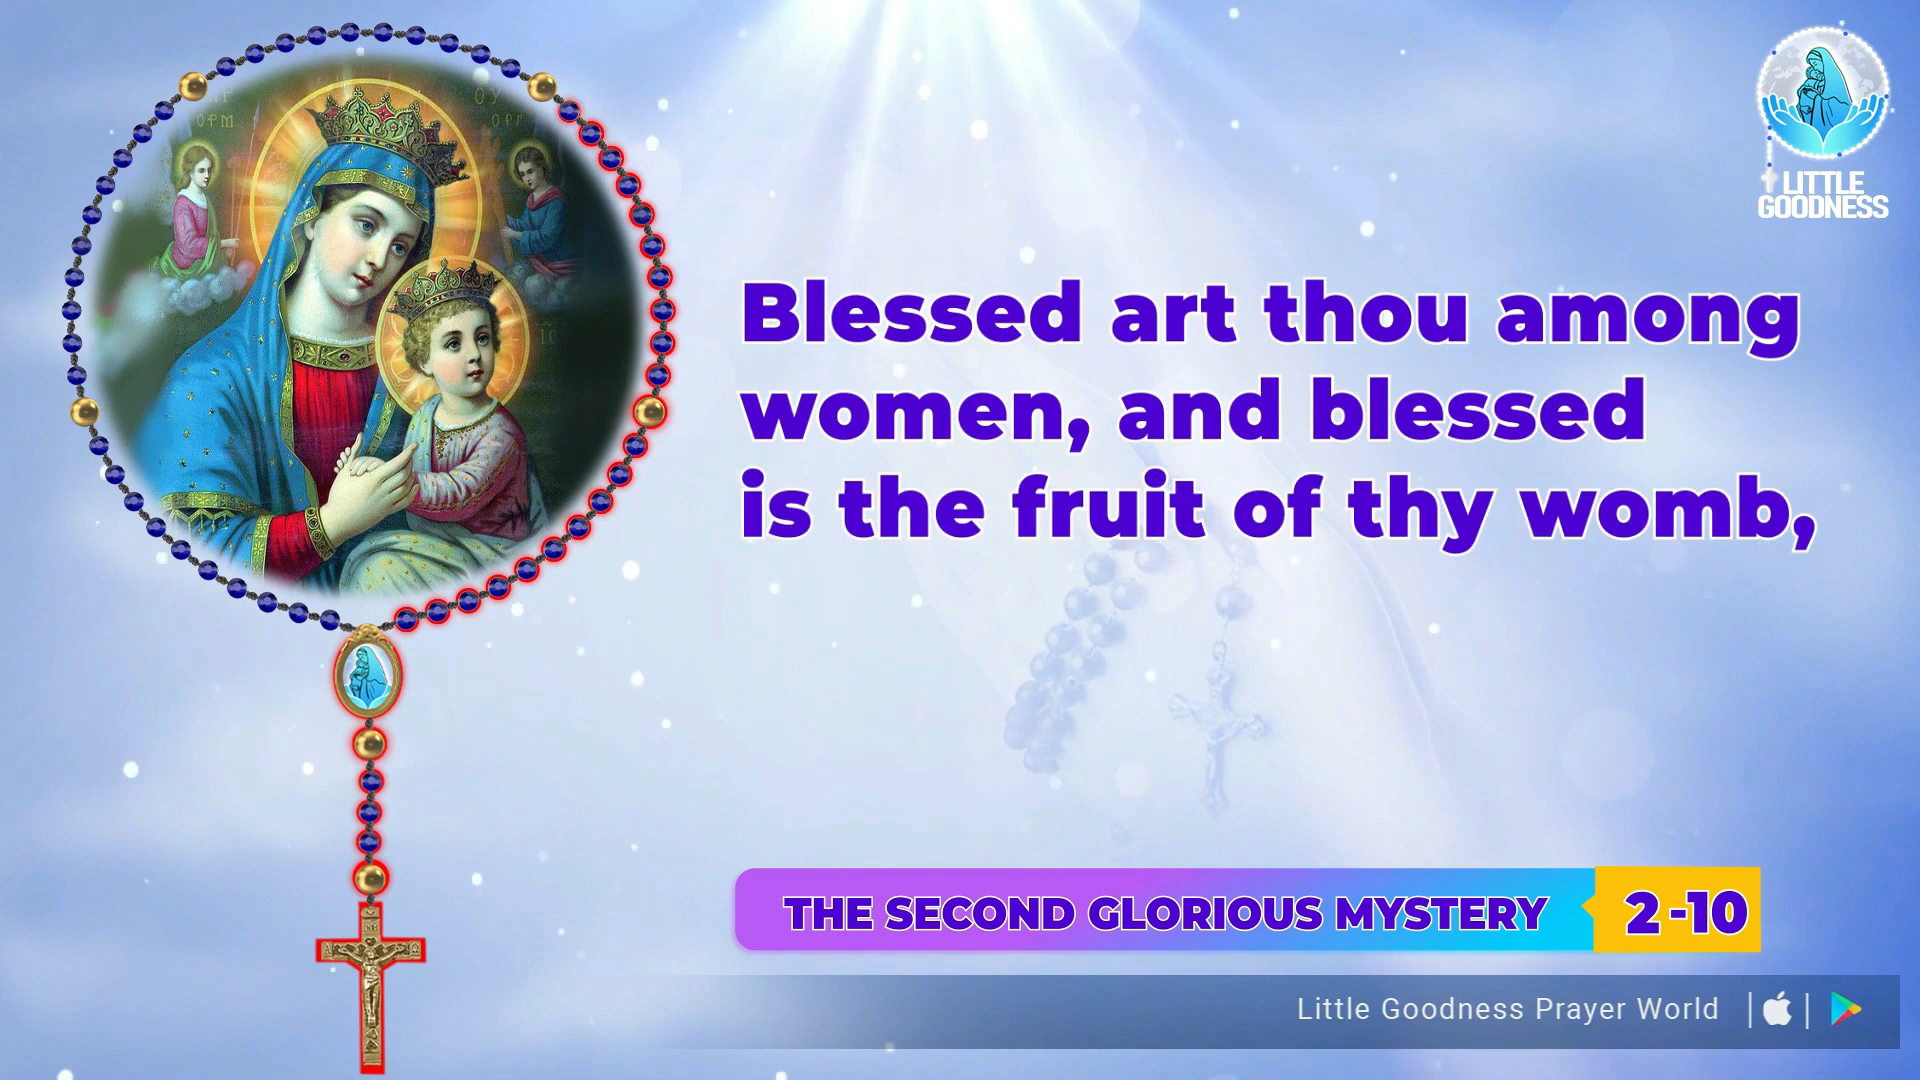 LITTLE
GOODNESS
Blessed art thou among
women, and blessed
is the fruit of thy womb,
THE SECOND GLORIOUS MYSTERY
2-10
Little Goodness Prayer World